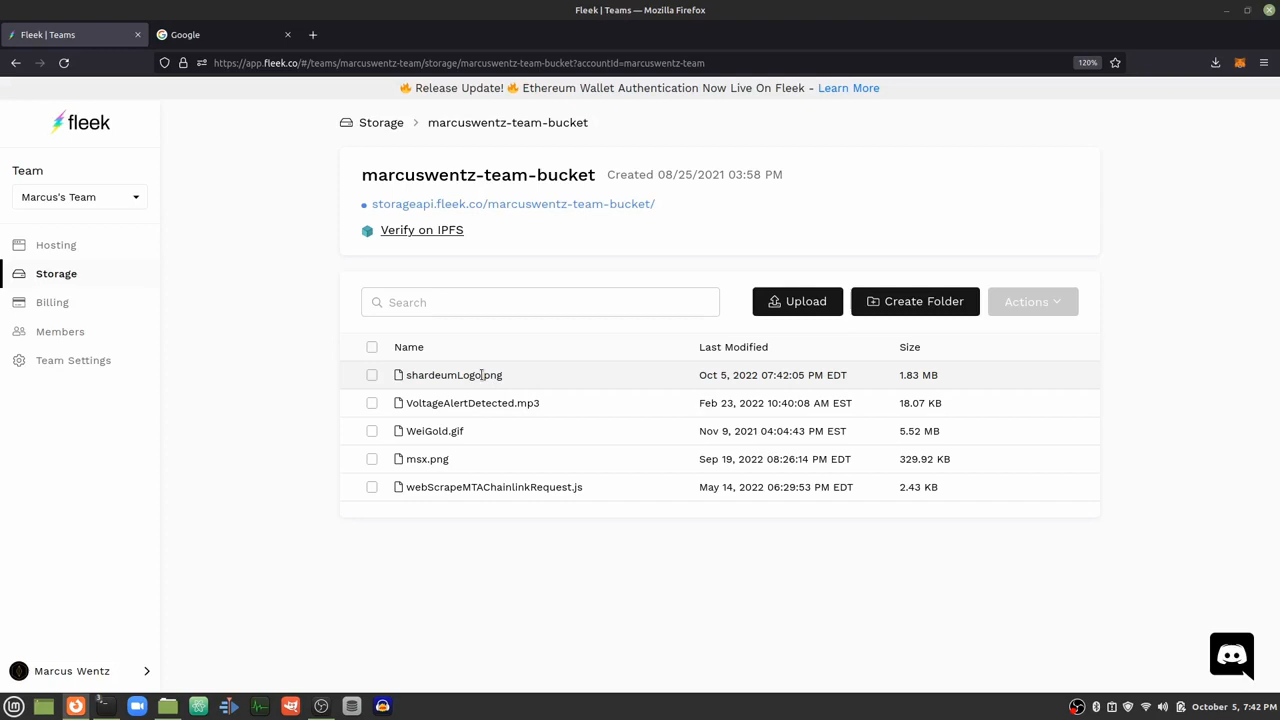 Fleek | Teams — Mozilla Firefox
Fleek | Teams
Google
https://app.fleek.co/#/teams/marcuswentz-team/storage/marcuswentz-team-bucket?accountId=marcuswentz-team
120%
🔥 Release Update! 🔥 Ethereum Wallet Authentication Now Live On Fleek - Learn More
fleek
Team
Marcus's Team
Hosting
Storage
Billing
Members
Team Settings
Marcus Wentz
Storage > marcuswentz-team-bucket
marcuswentz-team-bucket Created 08/25/2021 03:58 PM
storageapi.fleek.co/marcuswentz-team-bucket/
Verify on IPFS
Search
Upload
Create Folder
Actions
Name Last Modified Size
shardeumLogo.png Oct 5, 2022 07:42:05 PM EDT 1.83 MB
VoltageAlertDetected.mp3 Feb 23, 2022 10:40:08 AM EST 18.07 KB
WeiGold.gif Nov 9, 2021 04:04:43 PM EST 5.52 MB
msx.png Sep 19, 2022 08:26:14 PM EDT 329.92 KB
webScrapeMTAChainlinkRequest.js May 14, 2022 06:29:53 PM EDT 2.43 KB
3
October 5, 7:42 PM